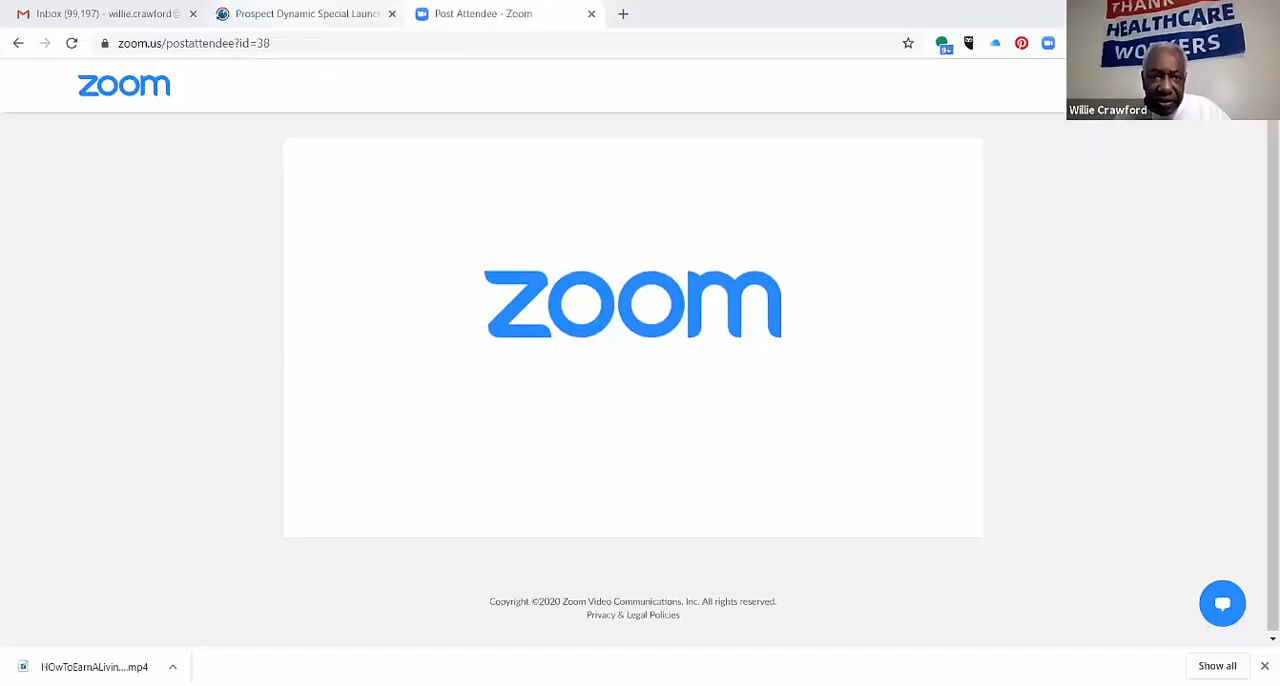 Inbox (99,197) - willie.crawford@
Prospect Dynamic Special Launch
Post Attendee - Zoom
zoom.us/postattendee?id=38
9+
THANK
HEALTHCARE
WORKERS
Willie Crawford
zoom
zoom
Copyright ©2020 Zoom Video Communications, Inc. All rights reserved.
Privacy & Legal Policies
HOwToEarnALivin....mp4
Show all